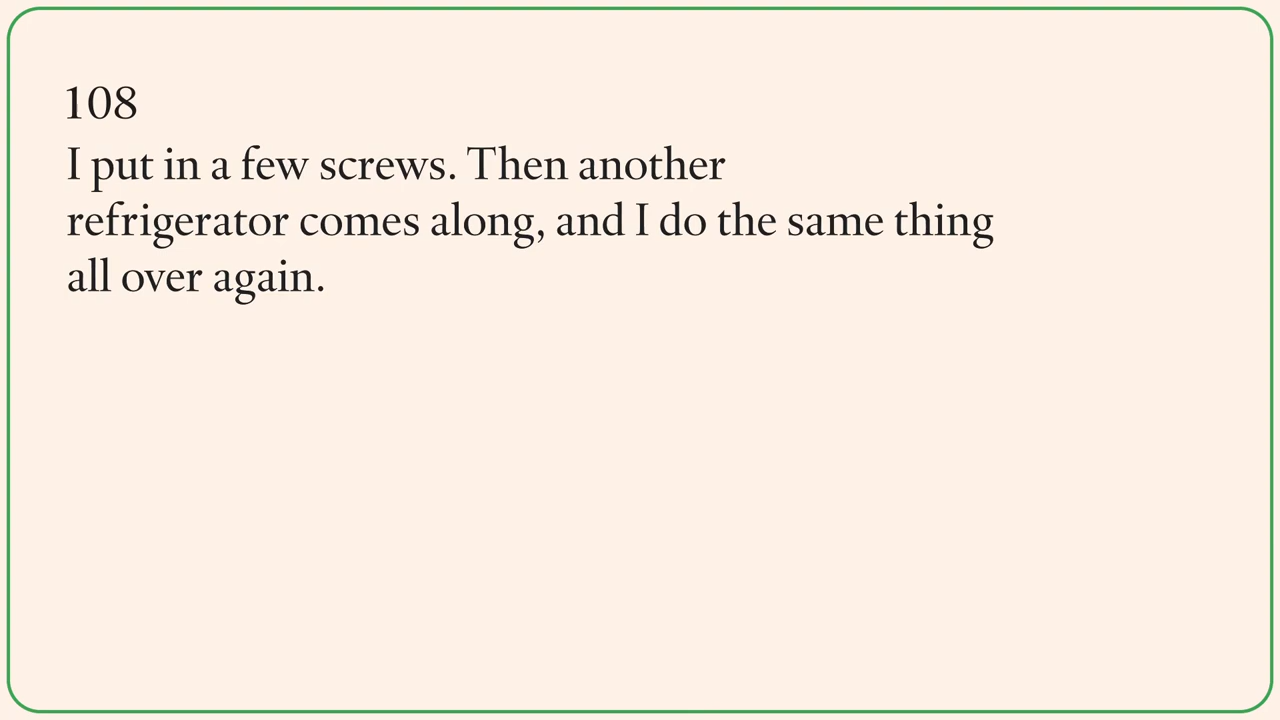 108
I put in a few screws. Then another
refrigerator comes along, and I do the same thing
all over again.